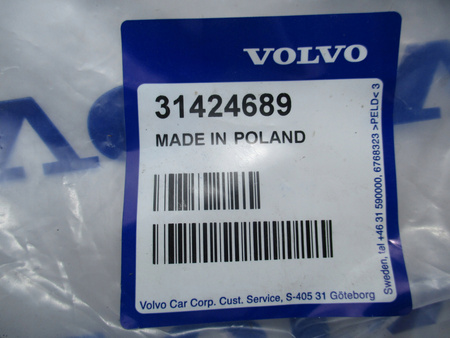 VOLVO
31424689
MADE IN POLAND
Volvo Car Corp. Cust. Service, S-405 31 Göteborg
Sweden, tel +46 31 590000, 6768323 >PELD< 3